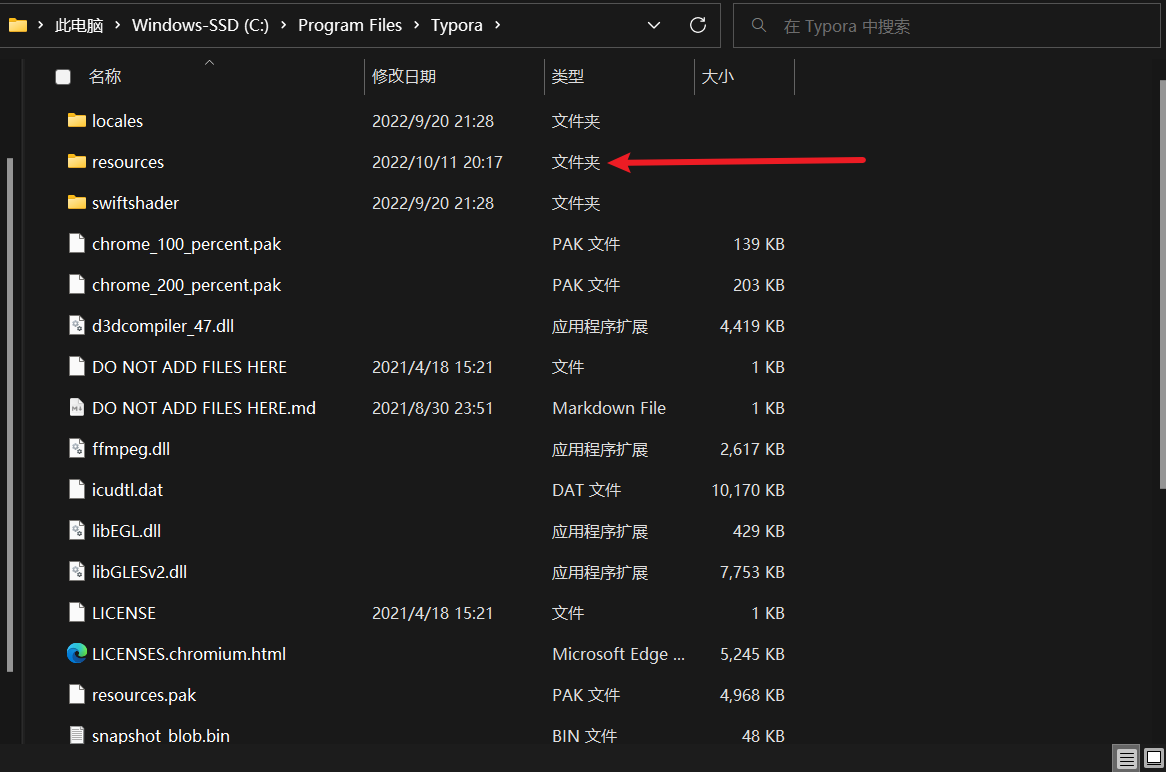 此电脑 > Windows-SSD (C:) > Program Files > Typora >
在 Typora 中搜索
名称 修改日期 类型 大小
locales 2022/9/20 21:28 文件夹
resources 2022/10/11 20:17 文件夹
swiftshader 2022/9/20 21:28 文件夹
chrome_100_percent.pak PAK 文件 139 KB
chrome_200_percent.pak PAK 文件 203 KB
d3dcompiler_47.dll 应用程序扩展 4,419 KB
DO NOT ADD FILES HERE 2021/4/18 15:21 文件 1 KB
DO NOT ADD FILES HERE.md 2021/8/30 23:51 Markdown File 1 KB
ffmpeg.dll 应用程序扩展 2,617 KB
icudtl.dat DAT 文件 10,170 KB
libEGL.dll 应用程序扩展 429 KB
libGLESv2.dll 应用程序扩展 7,753 KB
LICENSE 2021/4/18 15:21 文件 1 KB
LICENSES.chromium.html Microsoft Edge ... 5,245 KB
resources.pak PAK 文件 4,968 KB
snapshot_blob.bin BIN 文件 48 KB